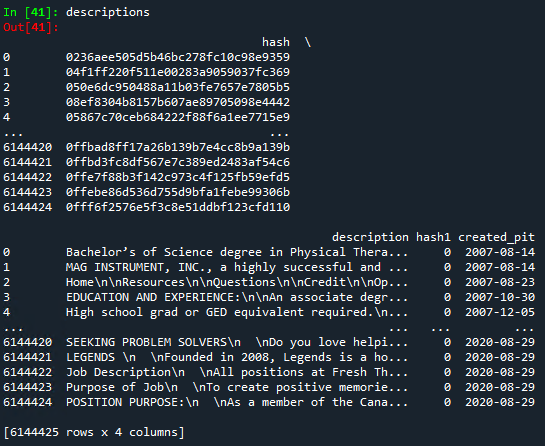 In [41]: descriptions
Out[41]:
hash \
0 0236aee505d5b46bc278fc10c98e9359
1 04f1ff220f511e00283a9059037fc369
2 050e6dc950488a11b03fe7657e7805b5
3 08ef8304b8157b607ae89705098e4442
4 05867c70ceb684222f88f6a1ee7715e9
... ...
6144420 0ffbad8ff17a26b139b7e4cc8b9a139b
6144421 0ffbd3fc8df567e7c389ed2483af54c6
6144422 0ffe7f88b3f142c973c4f125fb59efd5
6144423 0ffebe86d536d755d9bfa1febe99306b
6144424 0fff6f2576e5f3c8e51ddbf123cfd110
description hash1 created_pit
0 Bachelor’s of Science degree in Physical Thera... 0 2007-08-14
1 MAG INSTRUMENT, INC., a highly successful and ... 0 2007-08-14
2 Home\n\nResources\n\nQuestions\n\nCredit\n\nOp... 0 2007-08-23
3 EDUCATION AND EXPERIENCE:\n\nAn associate degr... 0 2007-10-30
4 High school grad or GED equivalent required.\n... 0 2007-12-05
... ... ... ...
6144420 SEEKING PROBLEM SOLVERS\n \nDo you love helpi... 0 2020-08-29
6144421 LEGENDS \n \nFounded in 2008, Legends is a ho... 0 2020-08-29
6144422 Job Description\n \nAll positions at Fresh Th... 0 2020-08-29
6144423 Purpose of Job\n \nTo create positive memorie... 0 2020-08-29
6144424 POSITION PURPOSE:\n \nAs a member of the Cana... 0 2020-08-29
[6144425 rows x 4 columns]